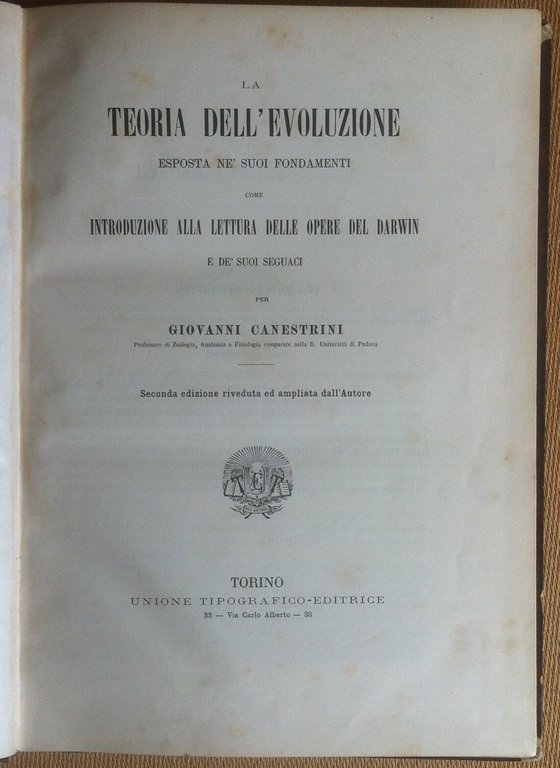 LA
TEORIA DELL'EVOLUZIONE
ESPOSTA NE' SUOI FONDAMENTI
COME
INTRODUZIONE ALLA LETTURA DELLE OPERE DEL DARWIN
E DE' SUOI SEGUACI
PER
GIOVANNI CANESTRINI
Professore di Zoologia, Anatomia e Fisiologia comparate nella R. Università di Padova
Seconda edizione riveduta ed ampliata dall'Autore
TORINO
UNIONE TIPOGRAFICO-EDITRICE
33 — Via Carlo Alberto — 33